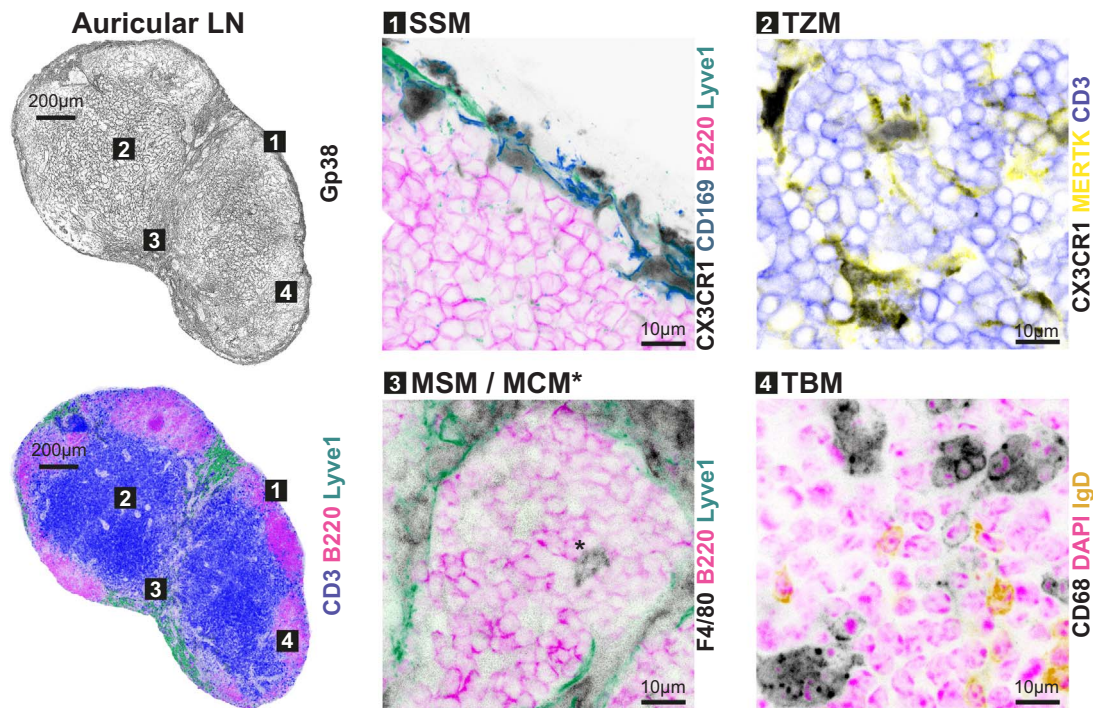 Auricular LN
200µm
1
2
3
4
Gp38
1 SSM
CX3CR1 CD169 B220 Lyve1
10µm
2 TZM
CX3CR1 MERTK CD3
10µm
200µm
1
2
3
4
CD3 B220 Lyve1
3 MSM / MCM*
*
F4/80 B220 Lyve1
10µm
4 TBM
CD68 DAPI IgD
10µm